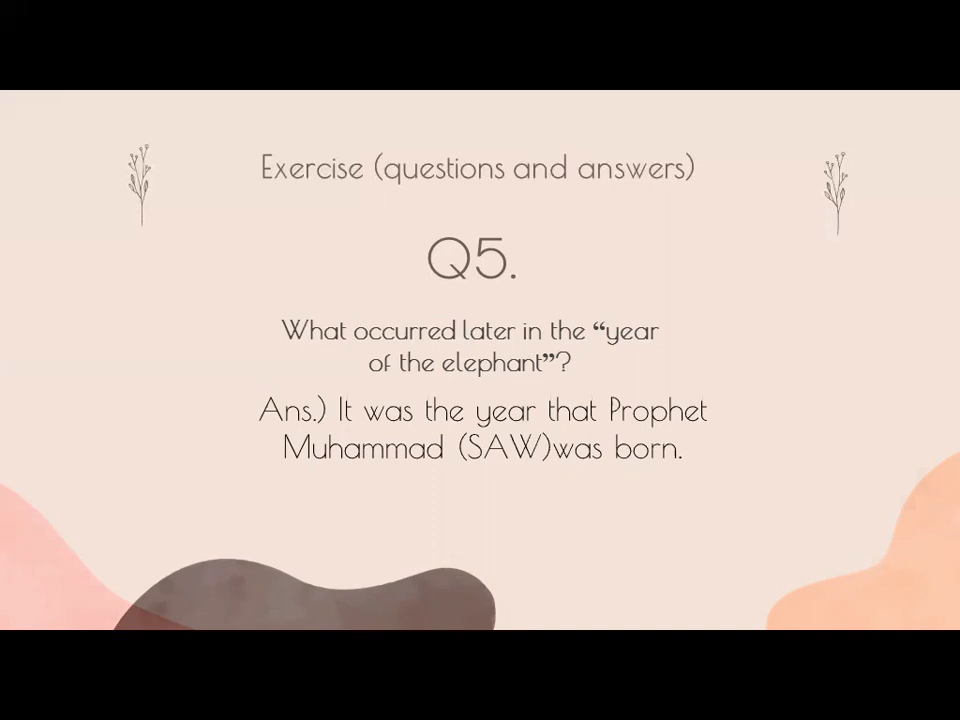 Exercise (questions and answers)
Q5.
What occurred later in the “year
of the elephant”?
Ans.) It was the year that Prophet
Muhammad (SAW)was born.